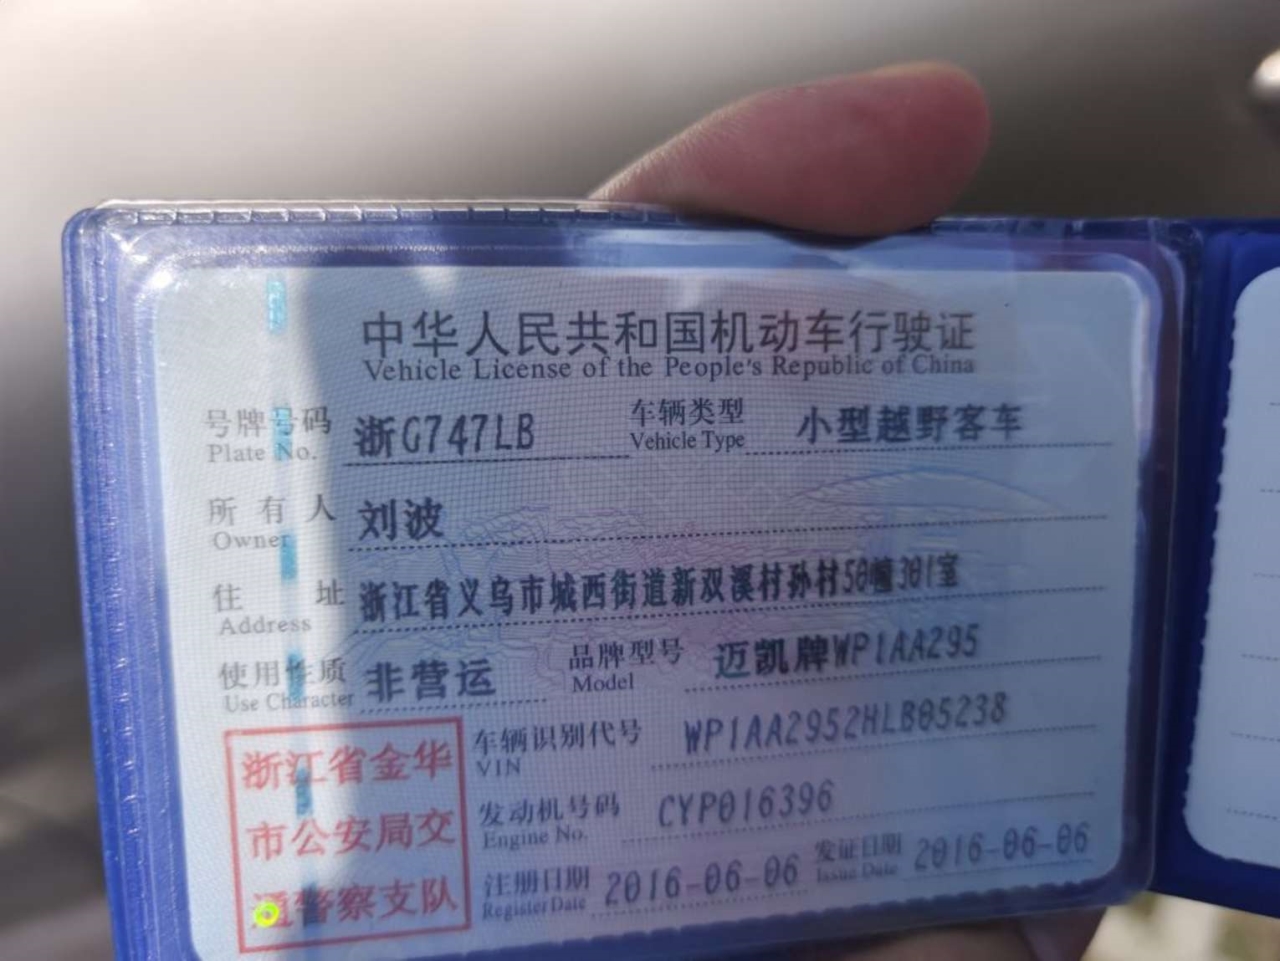 中华人民共和国机动车行驶证
Vehicle License of the People's Republic of China
号牌号码 浙G747LB 车辆类型 小型越野客车
Plate No. Vehicle Type
所有人 刘波
Owner
住址 浙江省义乌市城西街道新双溪村孙村50幢301室
Address
使用性质 非营运 品牌型号 迈凯牌WP1AA295
Use Character Model
浙江省金华
市公安局交
通警察支队
车辆识别代号 WP1AA2952HLB05238
VIN
发动机号码 CYP016396
Engine No.
注册日期 2016-06-06 发证日期 2016-06-06
Register Date Issue Date